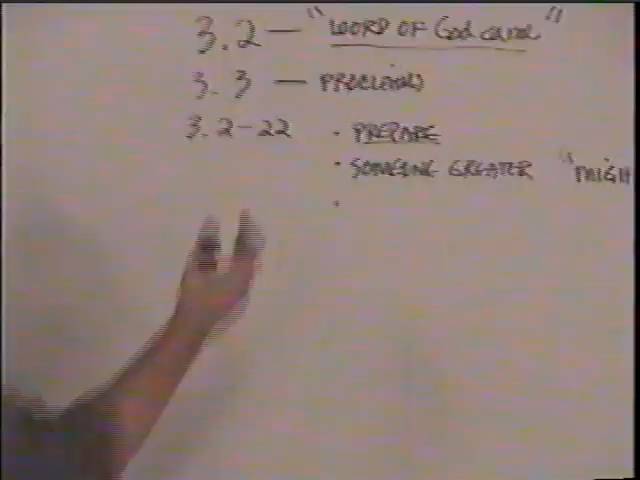 3.2 — "WORD OF God came"
3.3 — PROCLAIMS
3.2-22 • PREPARE
• SOMEONE GREATER "MIGH
•